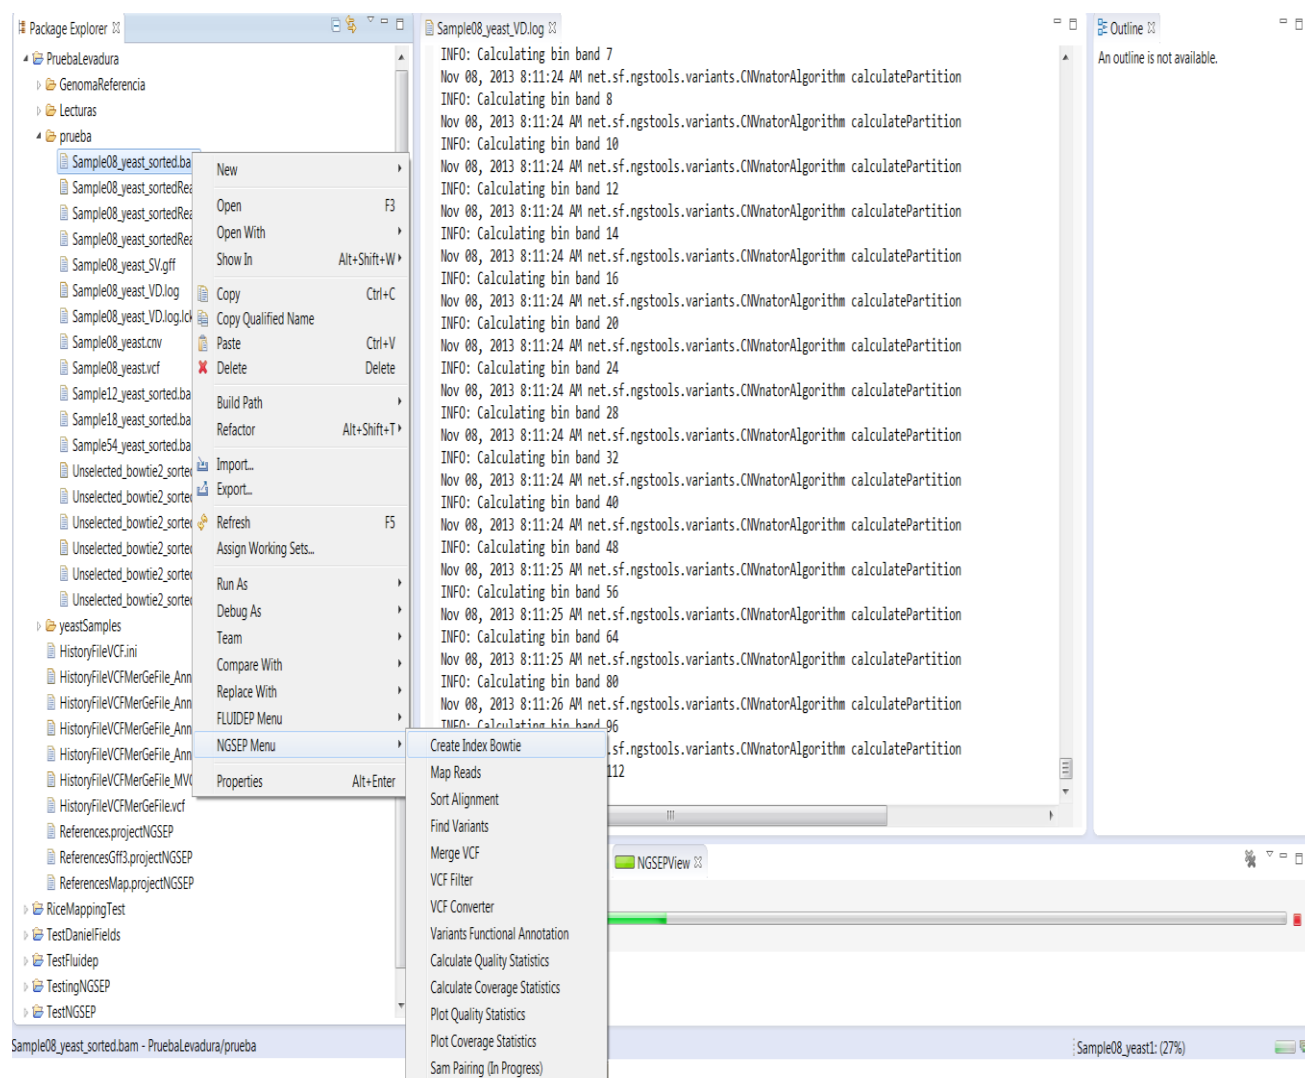 Package Explorer
PruebaLevadura
GenomaReferencia
Lecturas
prueba
Sample08_yeast_sorted.ba
Sample08_yeast_sortedRea
Sample08_yeast_sortedRea
Sample08_yeast_sortedRea
Sample08_yeast_SV.gff
Sample08_yeast_VD.log
Sample08_yeast_VD.log.lck
Sample08_yeast.cnv
Sample08_yeast.vcf
Sample12_yeast_sorted.ba
Sample18_yeast_sorted.ba
Sample54_yeast_sorted.ba
Unselected_bowtie2_sorted
Unselected_bowtie2_sorted
Unselected_bowtie2_sorted
Unselected_bowtie2_sorted
Unselected_bowtie2_sorted
Unselected_bowtie2_sorted
yeastSamples
HistoryFileVCF.ini
HistoryFileVCFMerGeFile_Ann
HistoryFileVCFMerGeFile_Ann
HistoryFileVCFMerGeFile_Ann
HistoryFileVCFMerGeFile_Ann
HistoryFileVCFMerGeFile_MVC
HistoryFileVCFMerGeFile.vcf
References.projectNGSEP
ReferencesGff3.projectNGSEP
ReferencesMap.projectNGSEP
RiceMappingTest
TestDanielFields
TestFluidep
TestingNGSEP
TestNGSEP
New
Open F3
Open With
Show In Alt+Shift+W
Copy Ctrl+C
Copy Qualified Name
Paste Ctrl+V
Delete Delete
Build Path
Refactor Alt+Shift+T
Import...
Export...
Refresh F5
Assign Working Sets...
Run As
Debug As
Team
Compare With
Replace With
FLUIDEP Menu
NGSEP Menu
Properties Alt+Enter
Create Index Bowtie
Map Reads
Sort Alignment
Find Variants
Merge VCF
VCF Filter
VCF Converter
Variants Functional Annotation
Calculate Quality Statistics
Calculate Coverage Statistics
Plot Quality Statistics
Plot Coverage Statistics
Sam Pairing (In Progress)
Sample08_yeast_VD.log
INFO: Calculating bin band 7
Nov 08, 2013 8:11:24 AM net.sf.ngstools.variants.CNVnatorAlgorithm calculatePartition
INFO: Calculating bin band 8
Nov 08, 2013 8:11:24 AM net.sf.ngstools.variants.CNVnatorAlgorithm calculatePartition
INFO: Calculating bin band 10
Nov 08, 2013 8:11:24 AM net.sf.ngstools.variants.CNVnatorAlgorithm calculatePartition
INFO: Calculating bin band 12
Nov 08, 2013 8:11:24 AM net.sf.ngstools.variants.CNVnatorAlgorithm calculatePartition
INFO: Calculating bin band 14
Nov 08, 2013 8:11:24 AM net.sf.ngstools.variants.CNVnatorAlgorithm calculatePartition
INFO: Calculating bin band 16
Nov 08, 2013 8:11:24 AM net.sf.ngstools.variants.CNVnatorAlgorithm calculatePartition
INFO: Calculating bin band 20
Nov 08, 2013 8:11:24 AM net.sf.ngstools.variants.CNVnatorAlgorithm calculatePartition
INFO: Calculating bin band 24
Nov 08, 2013 8:11:24 AM net.sf.ngstools.variants.CNVnatorAlgorithm calculatePartition
INFO: Calculating bin band 28
Nov 08, 2013 8:11:24 AM net.sf.ngstools.variants.CNVnatorAlgorithm calculatePartition
INFO: Calculating bin band 32
Nov 08, 2013 8:11:24 AM net.sf.ngstools.variants.CNVnatorAlgorithm calculatePartition
INFO: Calculating bin band 40
Nov 08, 2013 8:11:24 AM net.sf.ngstools.variants.CNVnatorAlgorithm calculatePartition
INFO: Calculating bin band 48
Nov 08, 2013 8:11:25 AM net.sf.ngstools.variants.CNVnatorAlgorithm calculatePartition
INFO: Calculating bin band 56
Nov 08, 2013 8:11:25 AM net.sf.ngstools.variants.CNVnatorAlgorithm calculatePartition
INFO: Calculating bin band 64
Nov 08, 2013 8:11:25 AM net.sf.ngstools.variants.CNVnatorAlgorithm calculatePartition
INFO: Calculating bin band 80
Nov 08, 2013 8:11:26 AM net.sf.ngstools.variants.CNVnatorAlgorithm calculatePartition
INFO: Calculating bin band 96
.sf.ngstools.variants.CNVnatorAlgorithm calculatePartition
112
Outline
An outline is not available.
NGSEPView
Sample08_yeast_sorted.bam - PruebaLevadura/prueba
Sample08_yeast1: (27%)